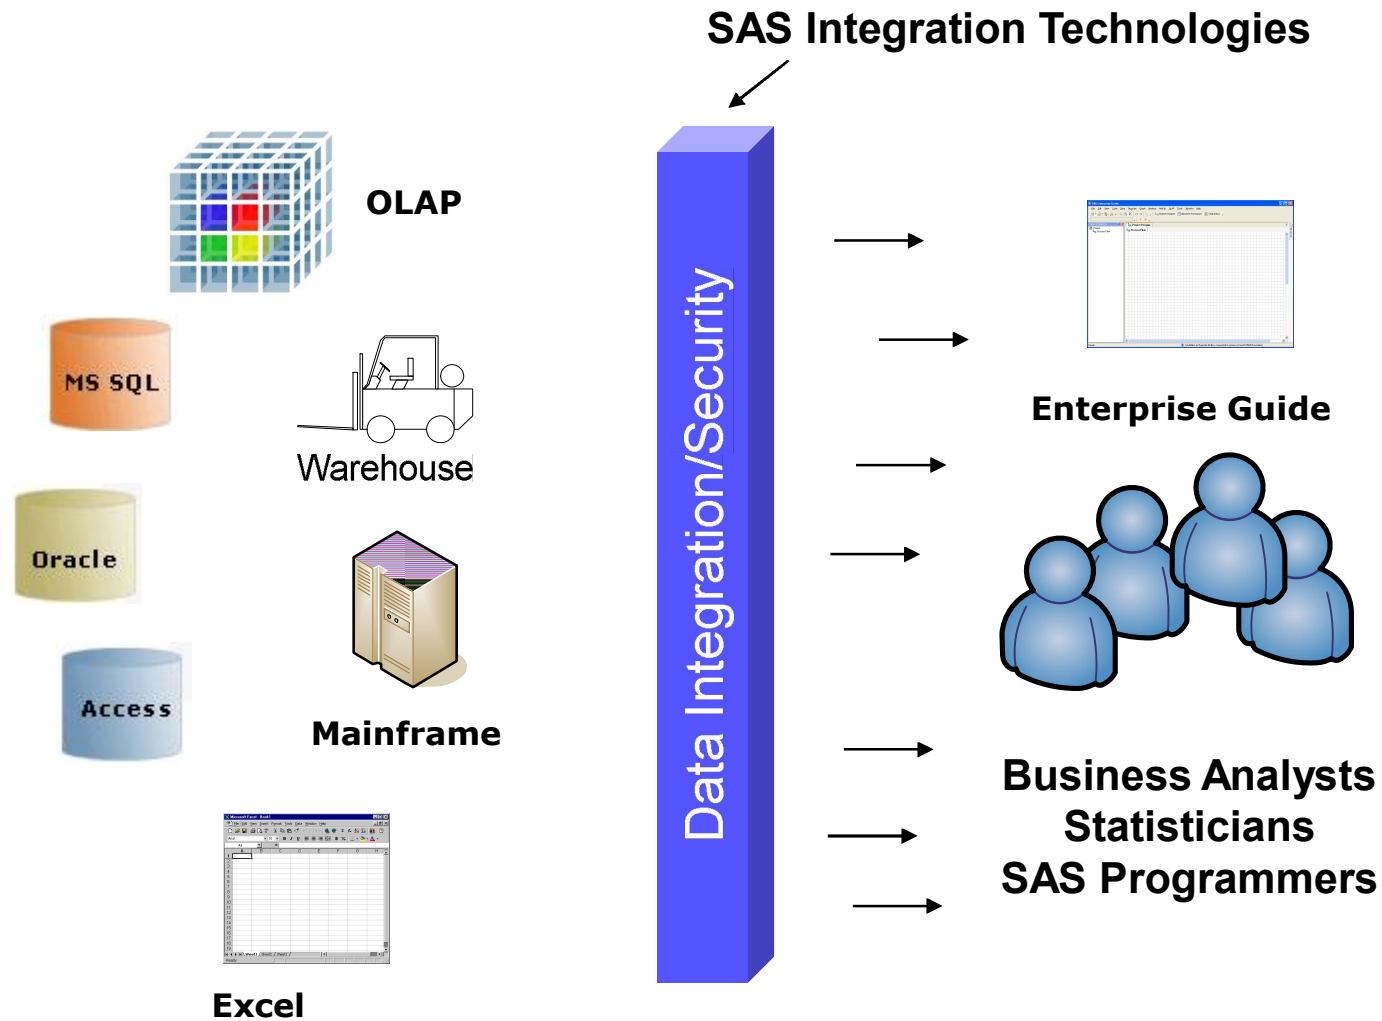 SAS Integration Technologies
OLAP
MS SQL
Warehouse
Oracle
Access
Mainframe
Excel
Data Integration/Security
Enterprise Guide
Business Analysts
Statisticians
SAS Programmers